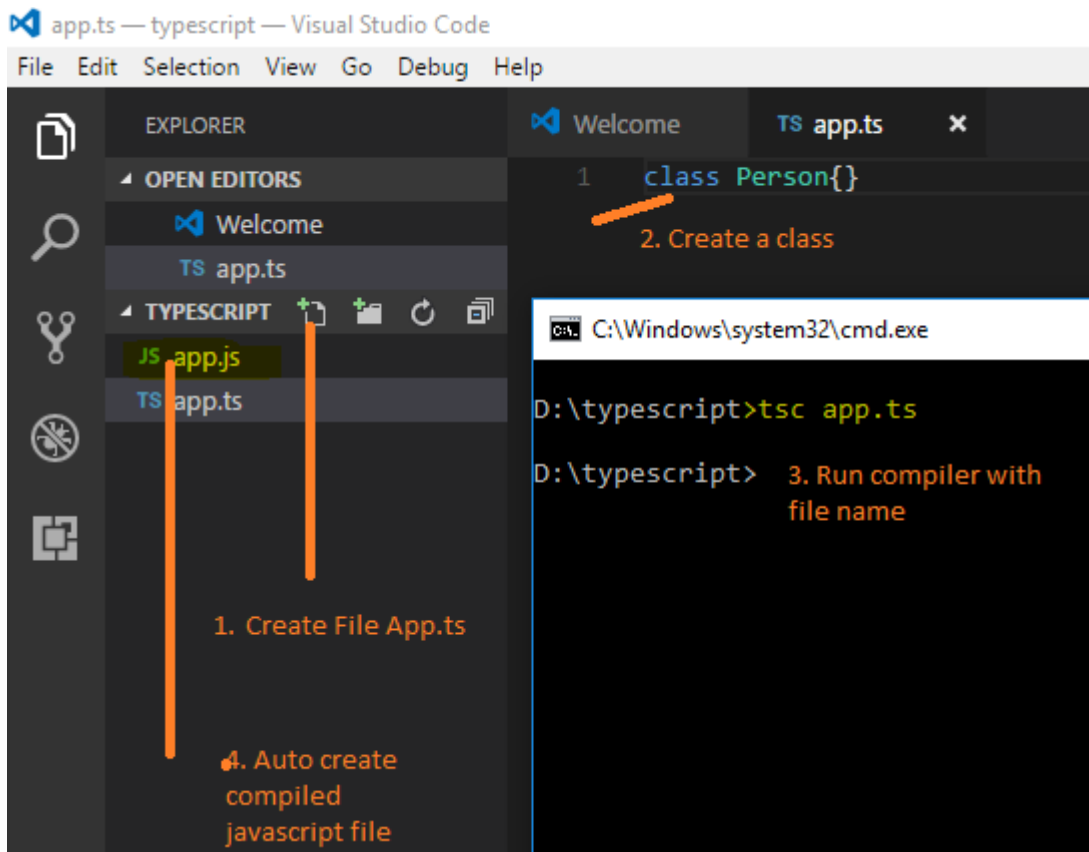 app.ts — typescript — Visual Studio Code
File Edit Selection View Go Debug Help
EXPLORER
OPEN EDITORS
Welcome
TS app.ts
TYPESCRIPT
JS app.js
TS app.ts
1. Create File App.ts
4. Auto create
compiled
javascript file
Welcome
TS app.ts
1 class Person{}
2. Create a class
C:\Windows\system32\cmd.exe
D:\typescript>tsc app.ts
D:\typescript>
3. Run compiler with
file name